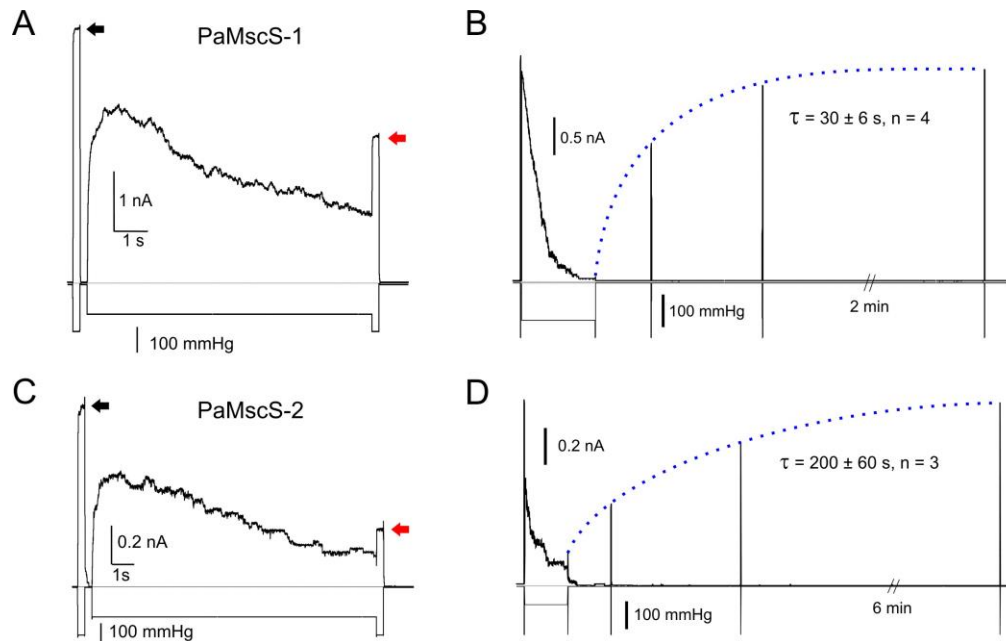 A
PaMscS-1
1 nA
1 s
100 mmHg
B
0.5 nA
τ = 30 ± 6 s, n = 4
100 mmHg
2 min
C
PaMscS-2
0.2 nA
1s
100 mmHg
D
0.2 nA
τ = 200 ± 60 s, n = 3
100 mmHg
6 min